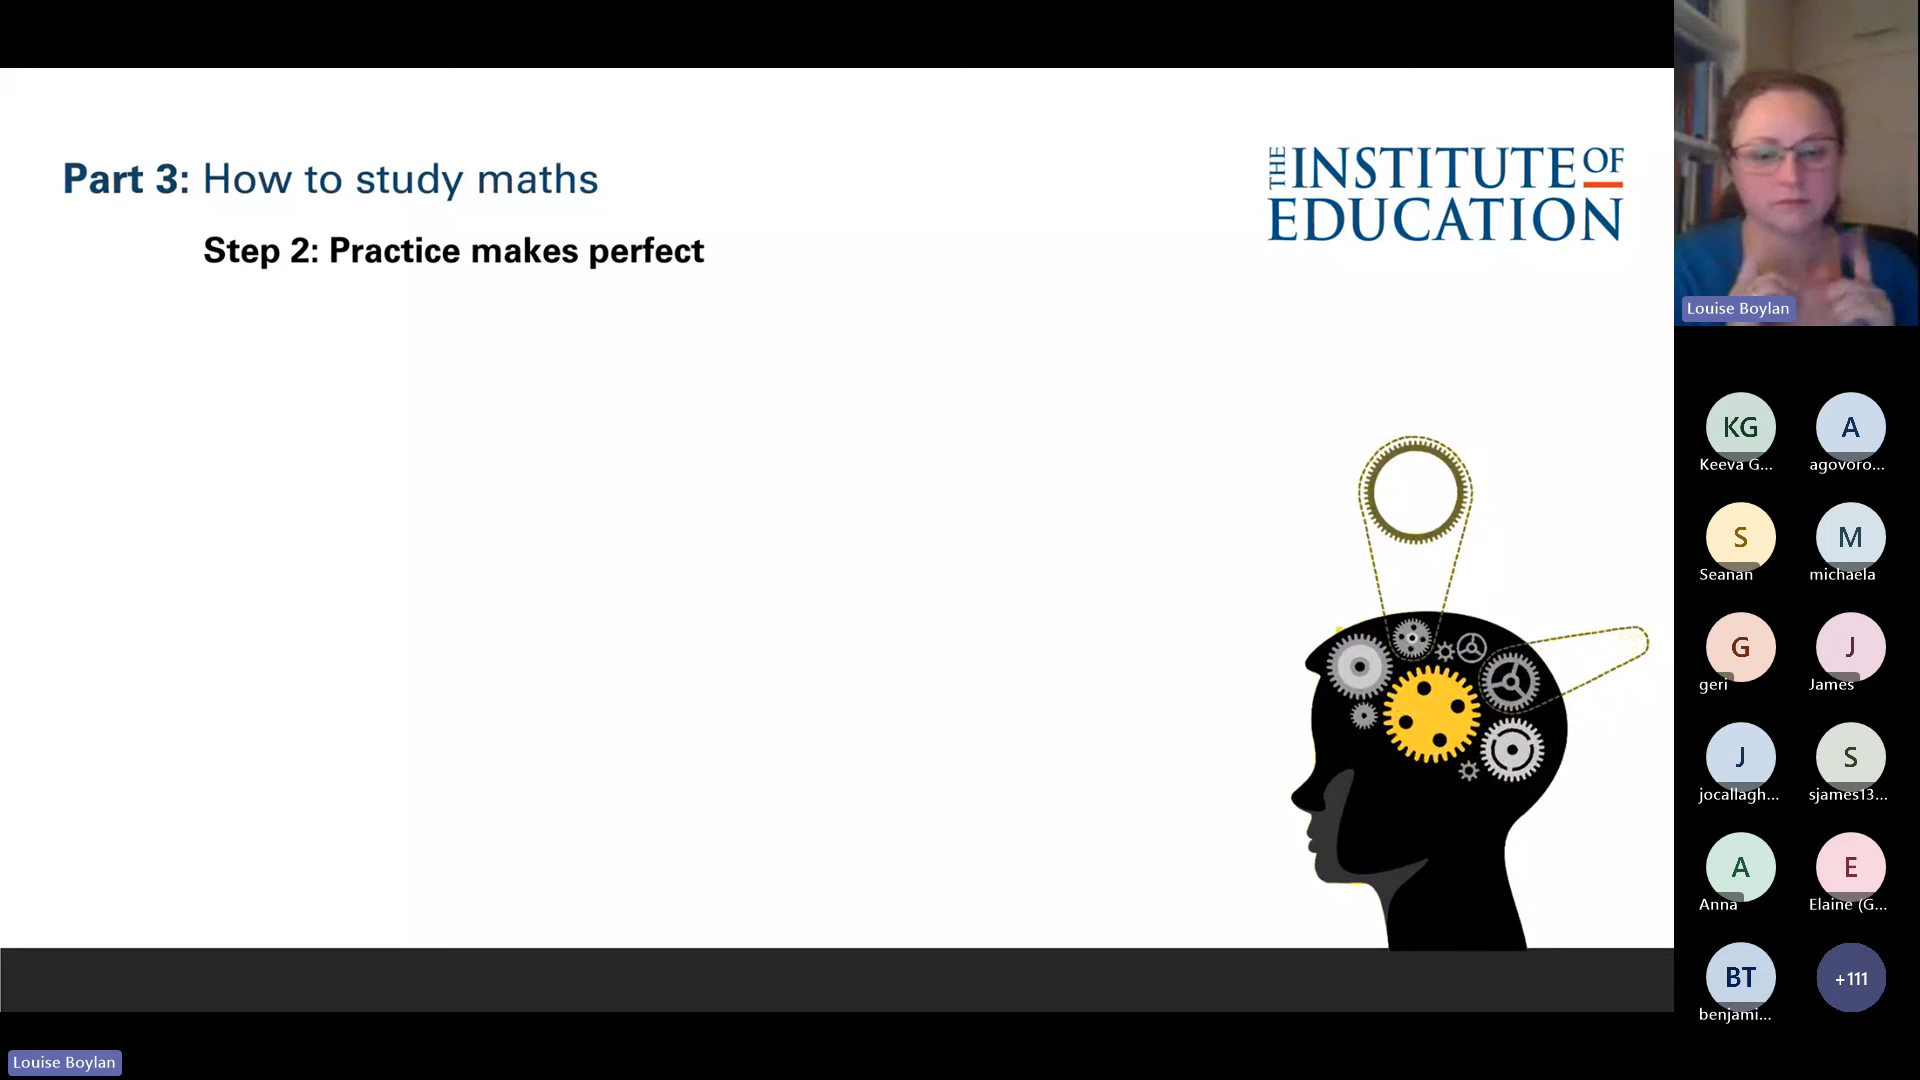 Part 3: How to study maths
Step 2: Practice makes perfect
THE INSTITUTE OF
EDUCATION
Louise Boylan
KG
Keeva G...
A
agovoro...
S
Seanan
M
michaela
G
geri
J
James
J
jocallagh...
S
sjames13...
A
Anna
E
Elaine (G...
BT
benjami...
+111
Louise Boylan